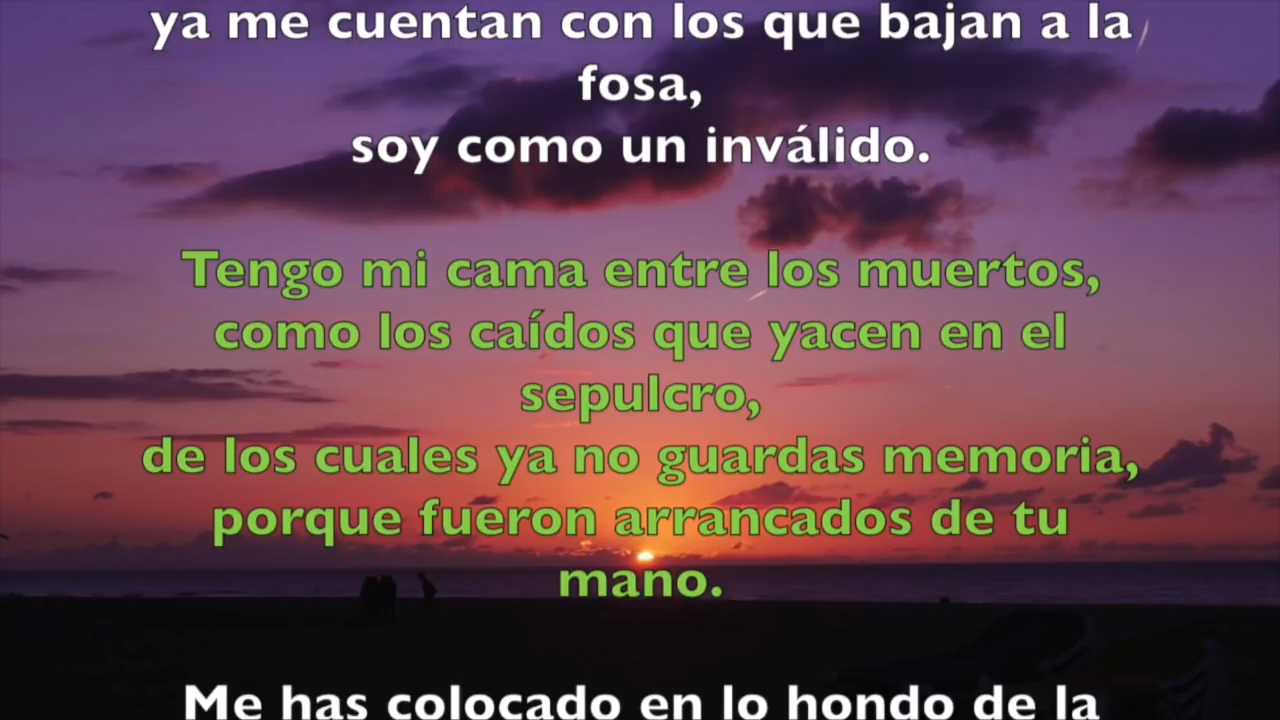 ya me cuentan con los que bajan a la
fosa,
soy como un inválido.
Tengo mi cama entre los muertos,
como los caídos que yacen en el
sepulcro,
de los cuales ya no guardas memoria,
porque fueron arrancados de tu
mano.
Me has colocado en lo hondo de la